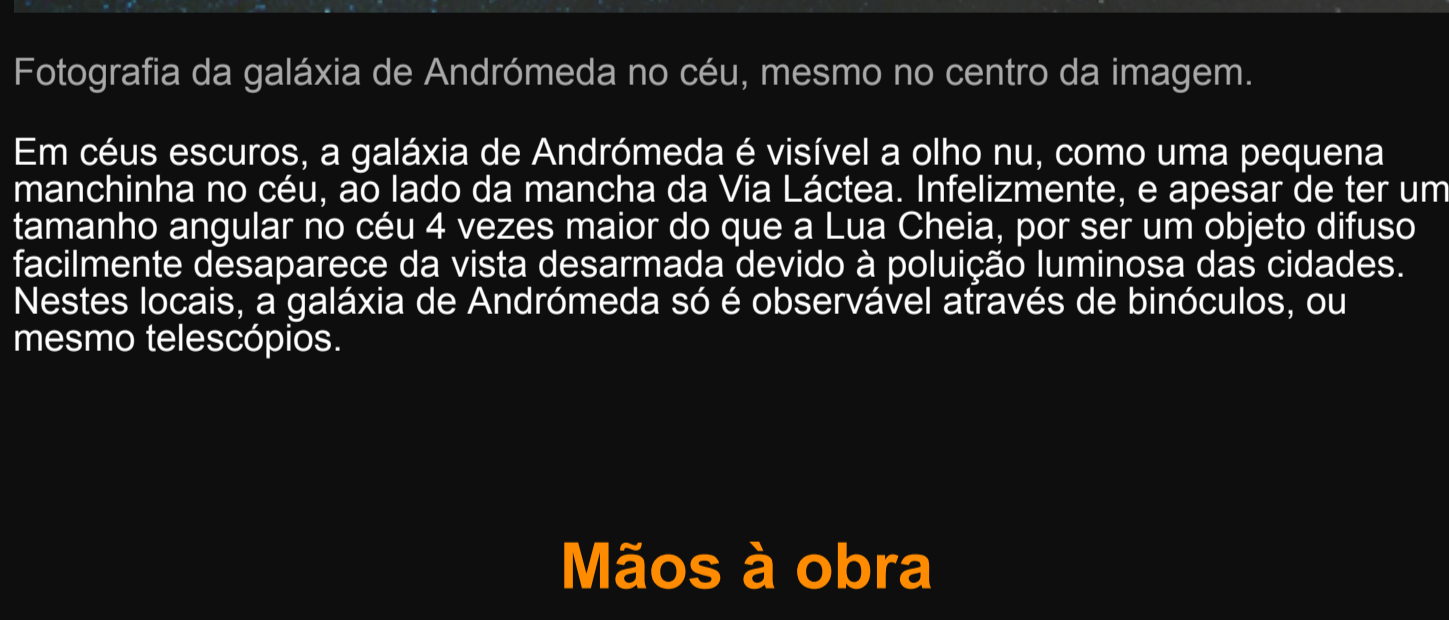 Fotografia da galáxia de Andrómeda no céu, mesmo no centro da imagem.
Em céus escuros, a galáxia de Andrómeda é visível a olho nu, como uma pequena
manchinha no céu, ao lado da mancha da Via Láctea. Infelizmente, e apesar de ter um
tamanho angular no céu 4 vezes maior do que a Lua Cheia, por ser um objeto difuso
facilmente desaparece da vista desarmada devido à poluição luminosa das cidades.
Nestes locais, a galáxia de Andrómeda só é observável através de binóculos, ou
mesmo telescópios.
Mãos à obra